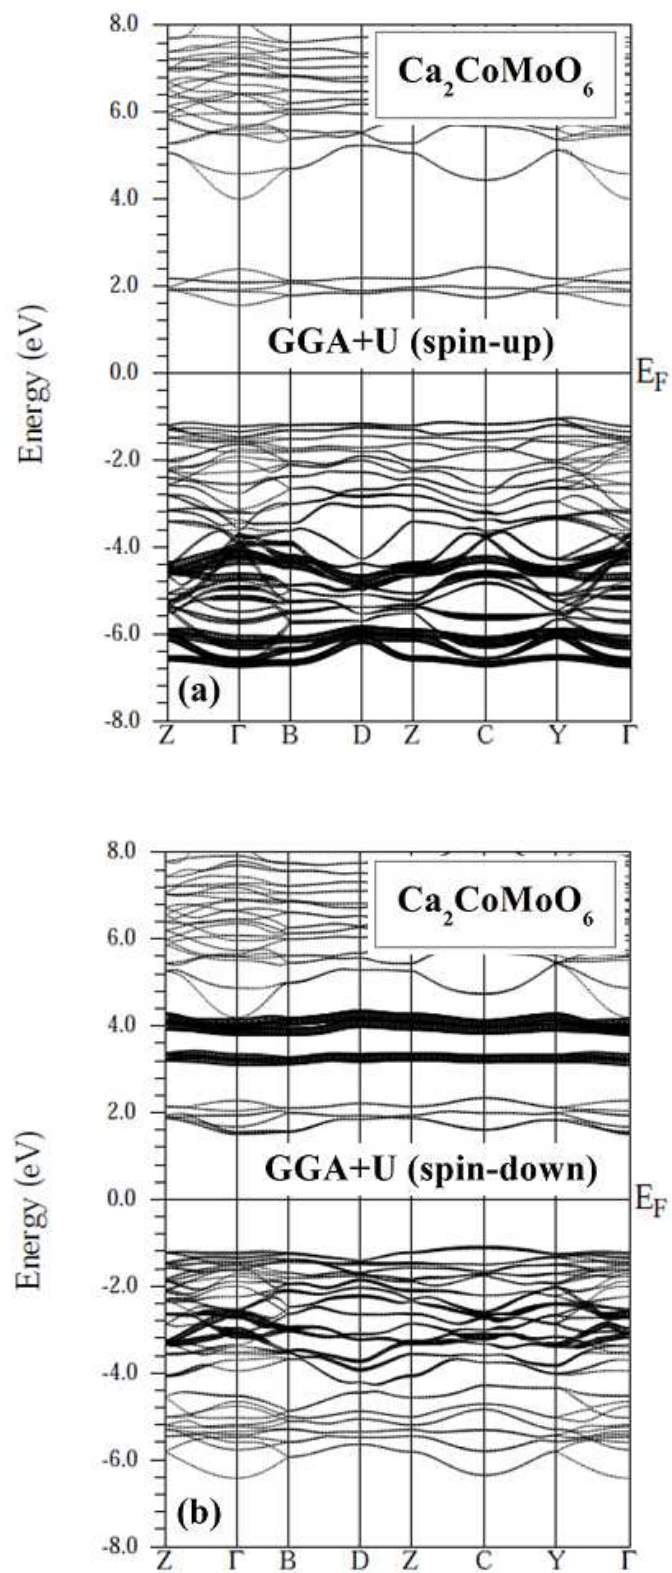 8.0
Ca2CoMoO6
6.0
4.0
2.0
GGA+U (spin-up)
Energy (eV)
0.0
EF
-2.0
-4.0
-6.0
(a)
-8.0
Z Γ B D Z C Y Γ
8.0
Ca2CoMoO6
6.0
4.0
2.0
GGA+U (spin-down)
Energy (eV)
0.0
EF
-2.0
-4.0
-6.0
(b)
-8.0
Z Γ B D Z C Y Γ